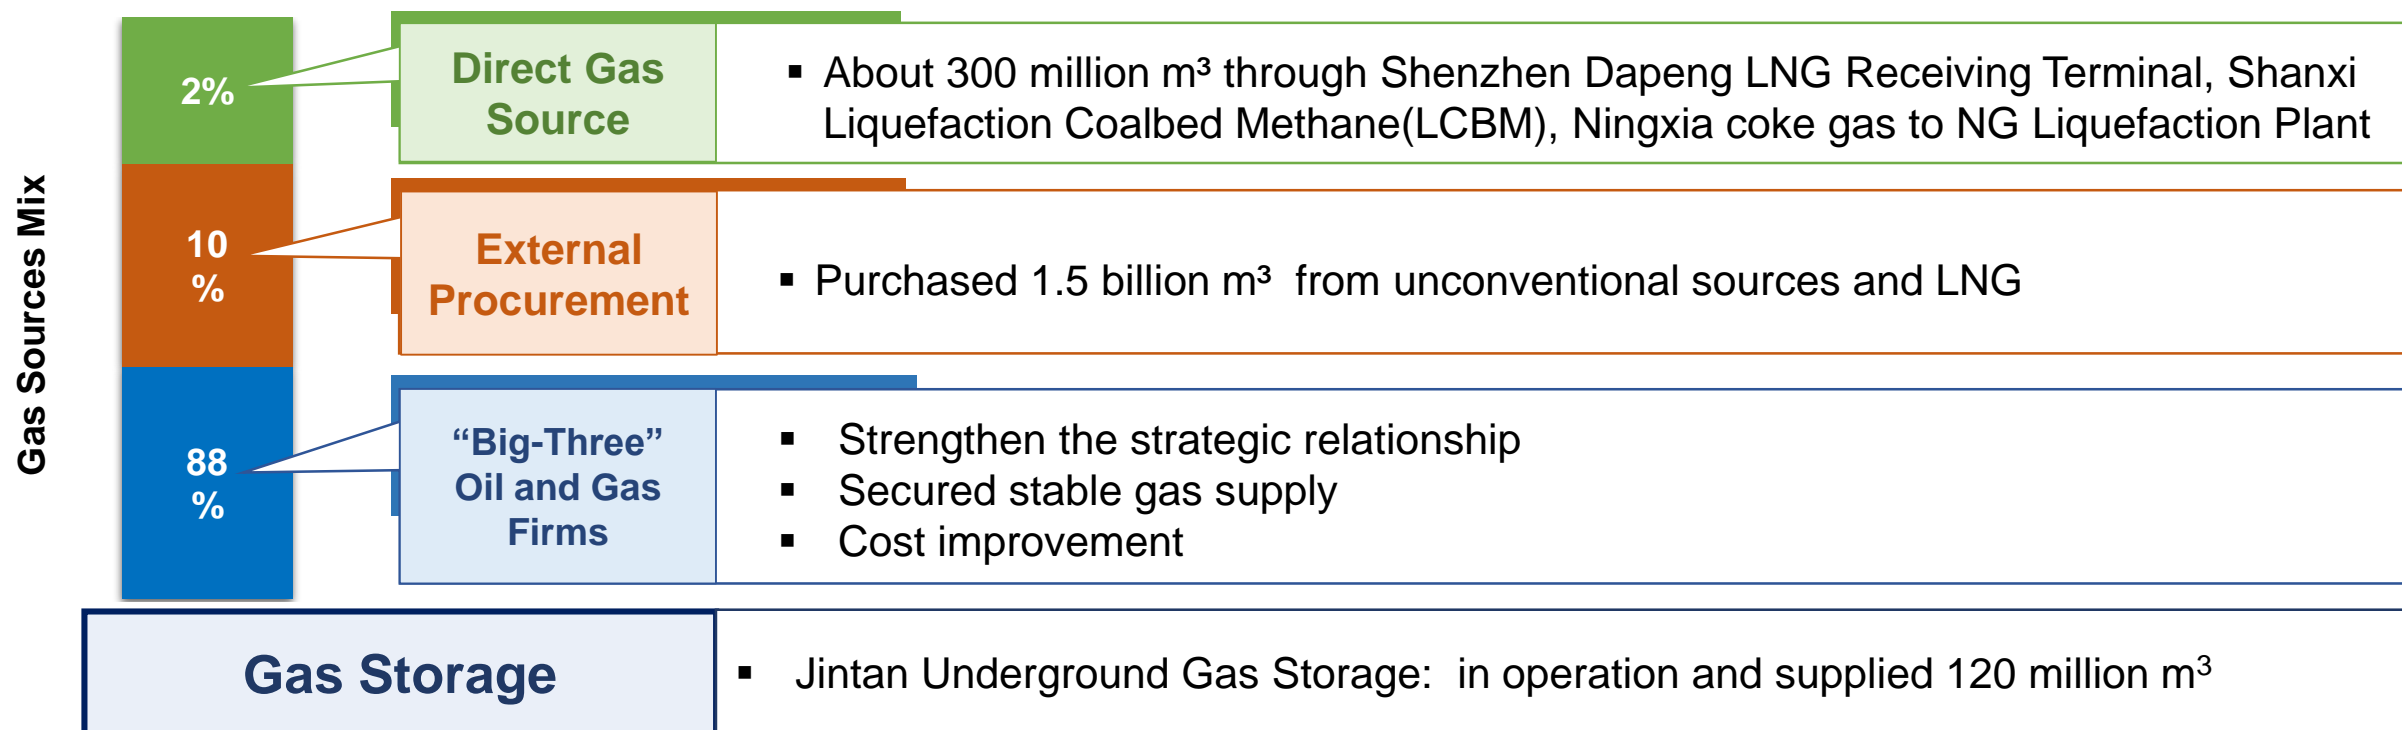 Gas Sources Mix
2%
Direct Gas
Source
▪ About 300 million m³ through Shenzhen Dapeng LNG Receiving Terminal, Shanxi
Liquefaction Coalbed Methane(LCBM), Ningxia coke gas to NG Liquefaction Plant
10
%
External
Procurement
▪ Purchased 1.5 billion m³  from unconventional sources and LNG
88
%
“Big-Three”
Oil and Gas
Firms
▪ Strengthen the strategic relationship
▪ Secured stable gas supply
▪ Cost improvement
Gas Storage
▪ Jintan Underground Gas Storage:  in operation and supplied 120 million m³